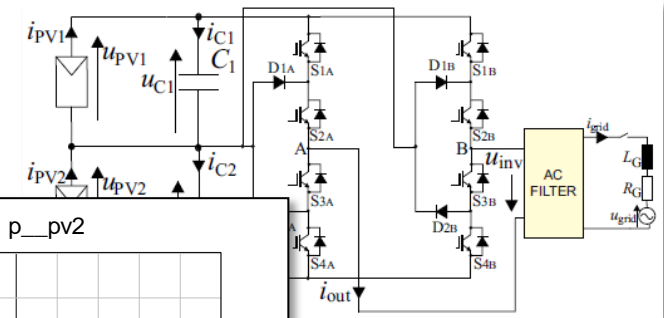 iPV1
uPV1
iC1
uC1
C1
D1A
S1A
S2A
A
D1B
S1B
S2B
B
uinv
AC
FILTER
igrid
LG
RG
ugrid
iPV2
uPV2
iC2
S3A
S3B
D2B
A
S4A
S4B
iout
p__pv2